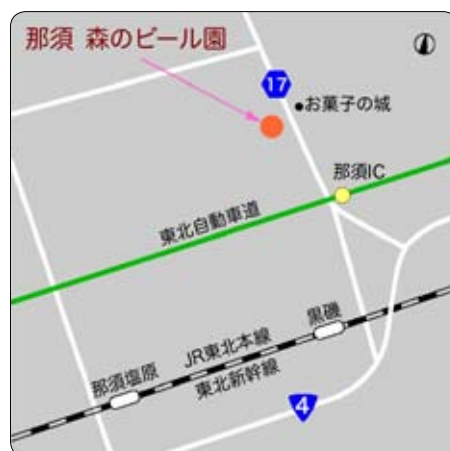 那須 森のビール園
17
お菓子の城
那須IC
東北自動車道
黒磯
JR東北本線
那須塩原
東北新幹線
4